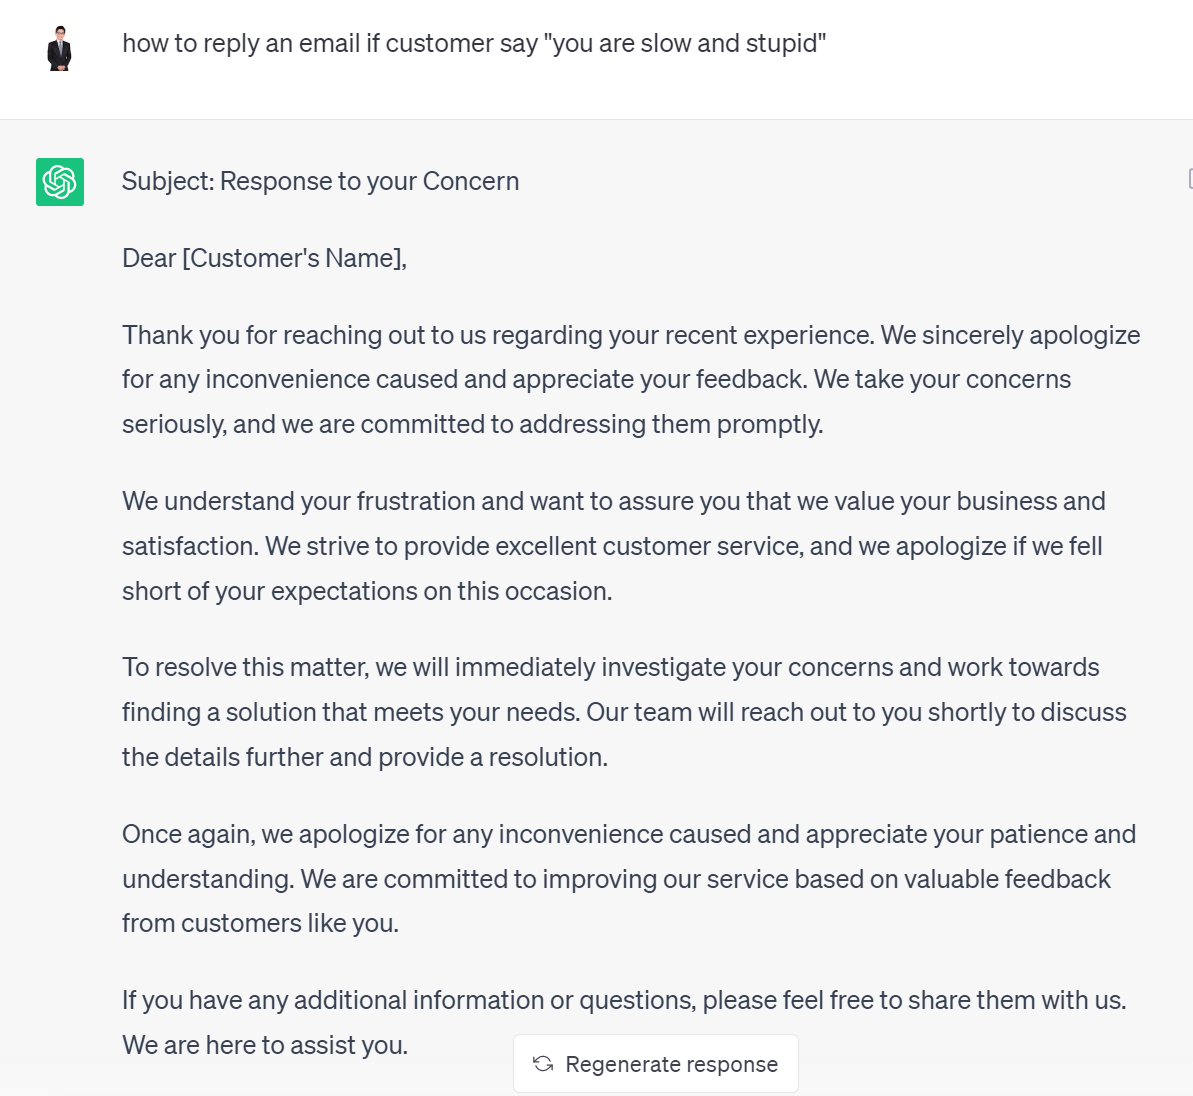 how to reply an email if customer say "you are slow and stupid"
Subject: Response to your Concern
Dear [Customer's Name],
Thank you for reaching out to us regarding your recent experience. We sincerely apologize
for any inconvenience caused and appreciate your feedback. We take your concerns
seriously, and we are committed to addressing them promptly.
We understand your frustration and want to assure you that we value your business and
satisfaction. We strive to provide excellent customer service, and we apologize if we fell
short of your expectations on this occasion.
To resolve this matter, we will immediately investigate your concerns and work towards
finding a solution that meets your needs. Our team will reach out to you shortly to discuss
the details further and provide a resolution.
Once again, we apologize for any inconvenience caused and appreciate your patience and
understanding. We are committed to improving our service based on valuable feedback
from customers like you.
If you have any additional information or questions, please feel free to share them with us.
We are here to assist you.
Regenerate response